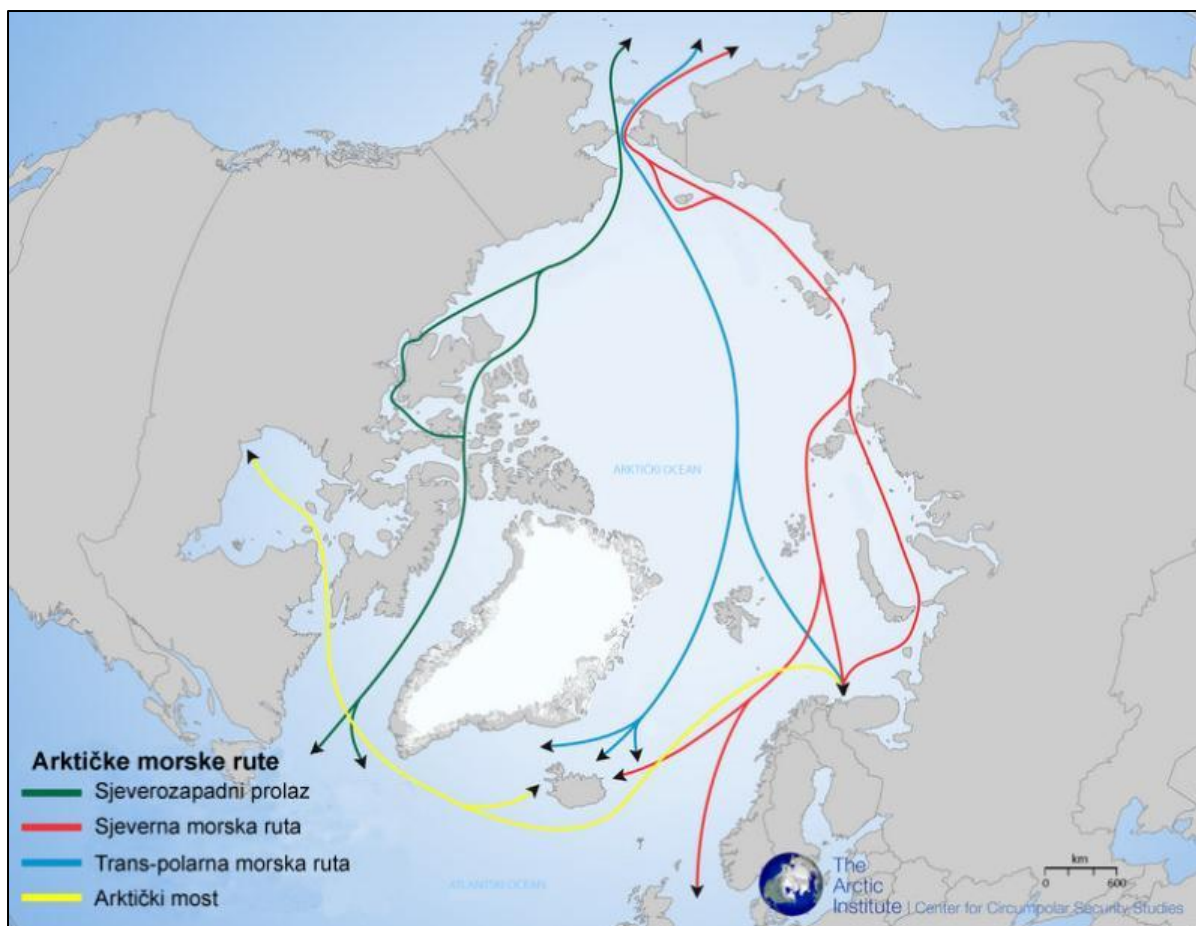 ARKTIČKI OCEAN
Arktičke morske rute
Sjeverozapadni prolaz
Sjeverna morska ruta
Trans-polarna morska ruta
Arktički most
ATLANTSKI OCEAN
km
0 600
The
Arctic
Institute | Center for Circumpolar Security Studies